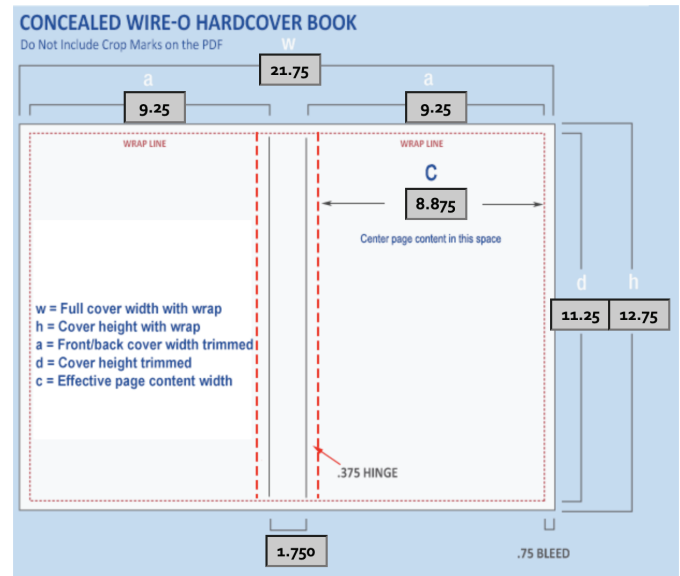 CONCEALED WIRE-O HARDCOVER BOOK
Do Not Include Crop Marks on the PDF
w
21.75
a
a
9.25
9.25
WRAP LINE
WRAP LINE
C
8.875
Center page content in this space
d
h
11.25
12.75
w = Full cover width with wrap
h = Cover height with wrap
a = Front/back cover width trimmed
d = Cover height trimmed
c = Effective page content width
.375 HINGE
1.750
.75 BLEED